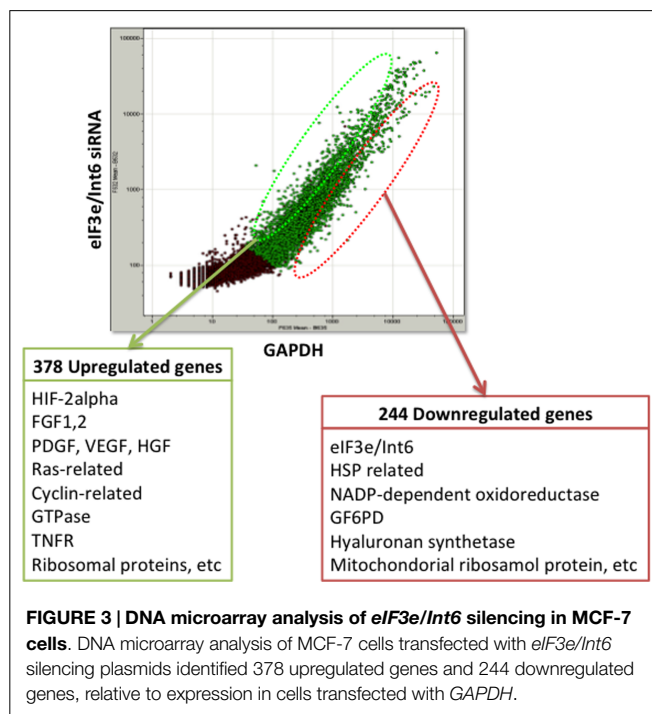 100000
10000
1000
100
eIF3e/Int6 siRNA
1
10
100
1000
10000
100000
GAPDH
378 Upregulated genes
HIF-2alpha
FGF1,2
PDGF, VEGF, HGF
Ras-related
Cyclin-related
GTPase
TNFR
Ribosomal proteins, etc
244 Downregulated genes
eIF3e/Int6
HSP related
NADP-dependent oxidoreductase
GF6PD
Hyaluronan synthetase
Mitochondorial ribosamol protein, etc
FIGURE 3 | DNA microarray analysis of eIF3e/Int6 silencing in MCF-7
cells. DNA microarray analysis of MCF-7 cells transfected with eIF3e/Int6
silencing plasmids identified 378 upregulated genes and 244 downregulated
genes, relative to expression in cells transfected with GAPDH.